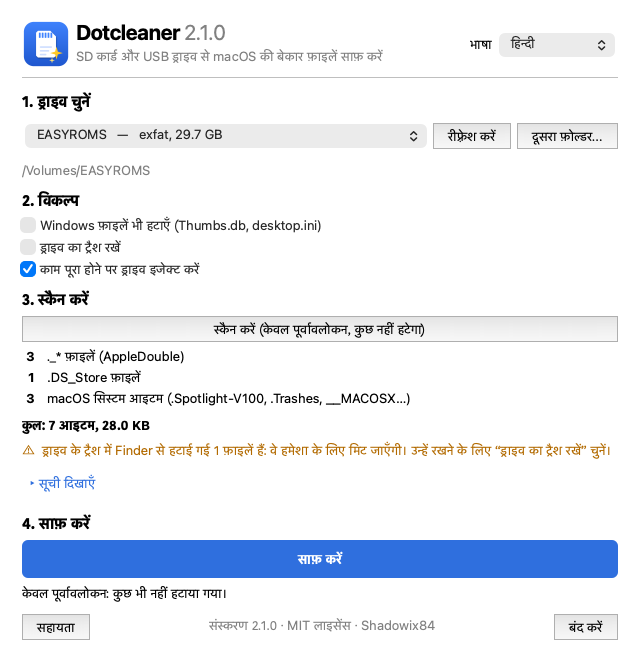 Dotcleaner 2.1.0
SD कार्ड और USB ड्राइव से macOS की बेकार फ़ाइलें साफ़ करें
भाषा
हिन्दी
1. ड्राइव चुनें
EASYROMS — exfat, 29.7 GB
रीफ़्रेश करें
दूसरा फ़ोल्डर...
/Volumes/EASYROMS
2. विकल्प
Windows फ़ाइलें भी हटाएँ (Thumbs.db, desktop.ini)
ड्राइव का ट्रैश रखें
काम पूरा होने पर ड्राइव इजेक्ट करें
3. स्कैन करें
स्कैन करें (केवल पूर्वावलोकन, कुछ नहीं हटेगा)
3 ._* फ़ाइलें (AppleDouble)
1 .DS_Store फ़ाइलें
3 macOS सिस्टम आइटम (.Spotlight-V100, .Trashes, __MACOSX...)
कुल: 7 आइटम, 28.0 KB
⚠ ड्राइव के ट्रैश में Finder से हटाई गई 1 फ़ाइलें हैं: वे हमेशा के लिए मिट जाएँगी। उन्हें रखने के लिए “ड्राइव का ट्रैश रखें” चुनें।
‣ सूची दिखाएँ
4. साफ़ करें
साफ़ करें
केवल पूर्वावलोकन: कुछ भी नहीं हटाया गया।
सहायता
संस्करण 2.1.0 · MIT लाइसेंस · Shadowix84
बंद करें